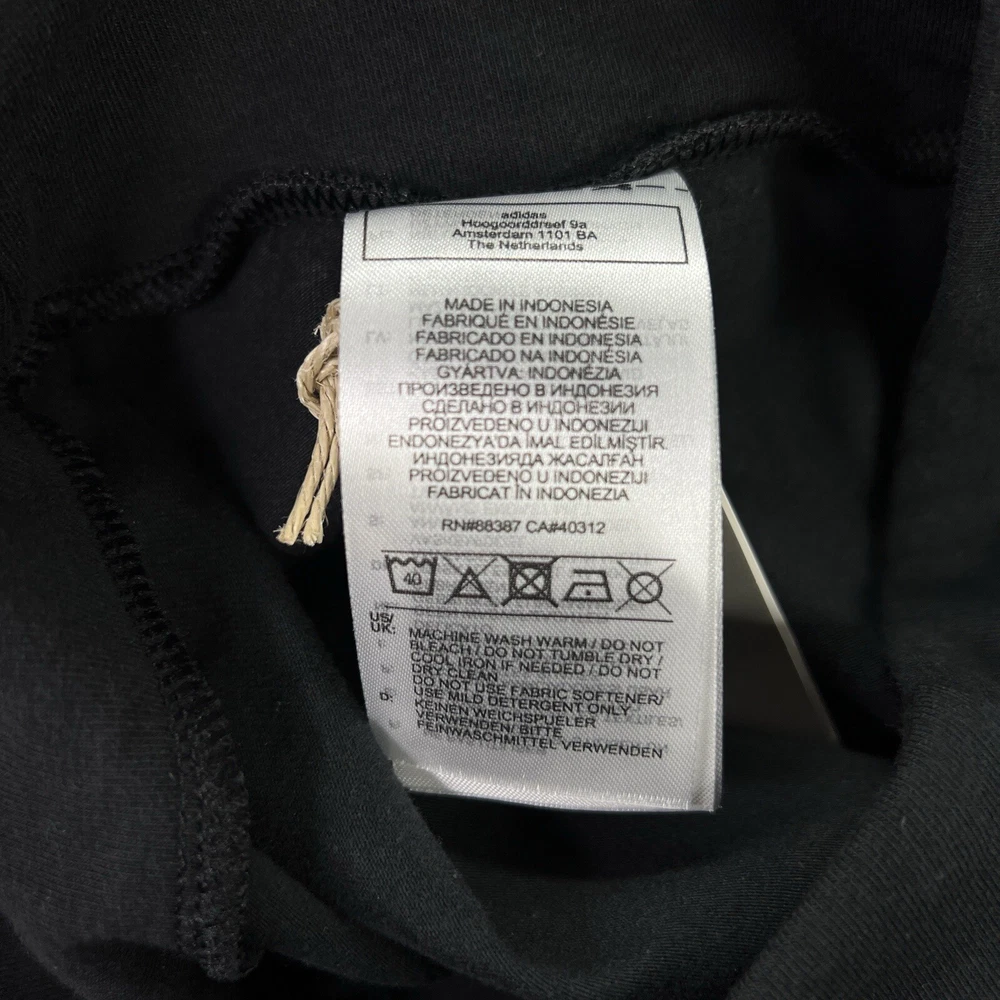 adidas
Hoogoorddreef 9a
Amsterdam 1101 BA
The Netherlands
MADE IN INDONESIA
FABRIQUÉ EN INDONÉSIE
FABRICADO EN INDONESIA
FABRICADO NA INDONÉSIA
GYÁRTVA: INDONÉZIA
ПРОИЗВЕДЕНО В ИНДОНЕЗИЯ
СДЕЛАНО В ИНДОНЕЗИИ
PROIZVEDENO U INDONEZIJI
ENDONEZYA'DA İMAL EDİLMİŞTİR.
ИНДОНЕЗИЯДА ЖАСАЛҒАН
PROIZVEDENO U INDONEZIJI
FABRICAT ÎN INDONEZIA
RN#88387 CA#40312
40
US/
UK:
MACHINE WASH WARM / DO NOT
BLEACH / DO NOT TUMBLE DRY /
COOL IRON IF NEEDED / DO NOT
DRY CLEAN
DO NOT USE FABRIC SOFTENER/
USE MILD DETERGENT ONLY
D:
KEINEN WEICHSPUELER
VERWENDEN/ BITTE
FEINWASCHMITTEL VERWENDEN